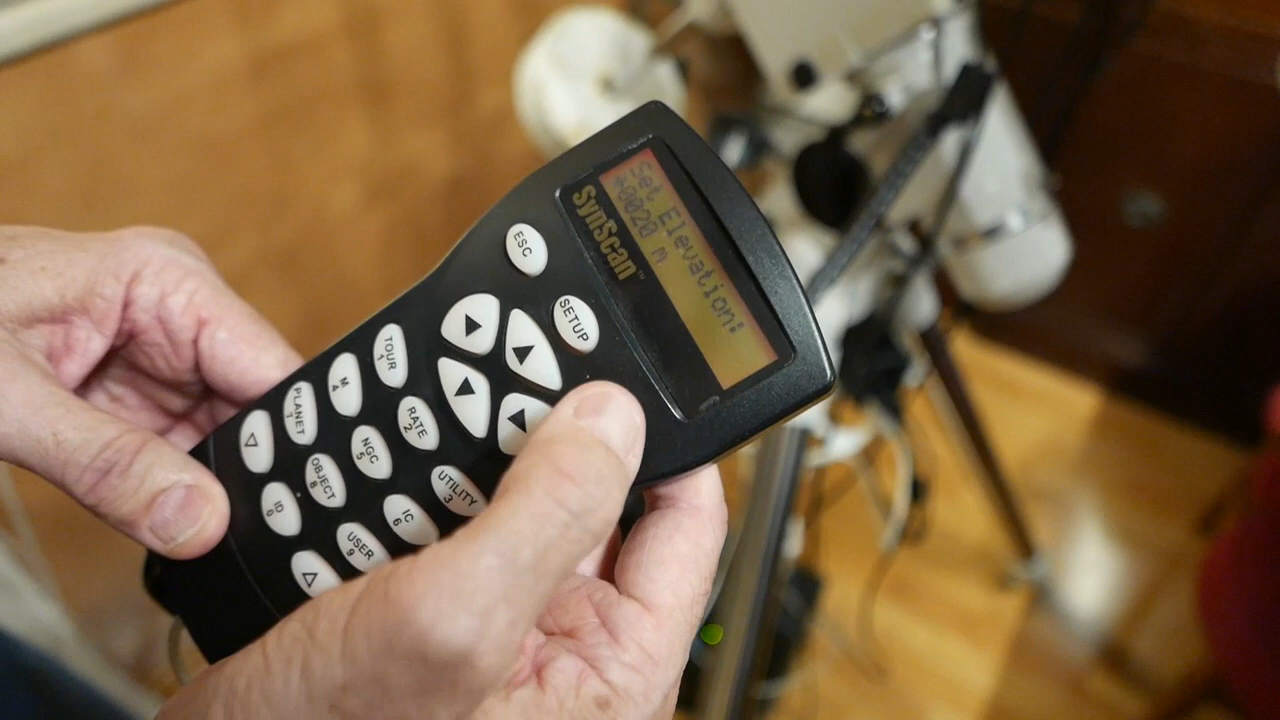 Set Elevation:
+0020 M
SynScan™
ESC
SETUP
TOUR
1
RATE
2
UTILITY
3
M
4
NGC
5
IC
6
PLANET
7
OBJECT
8
USER
9
ID
0